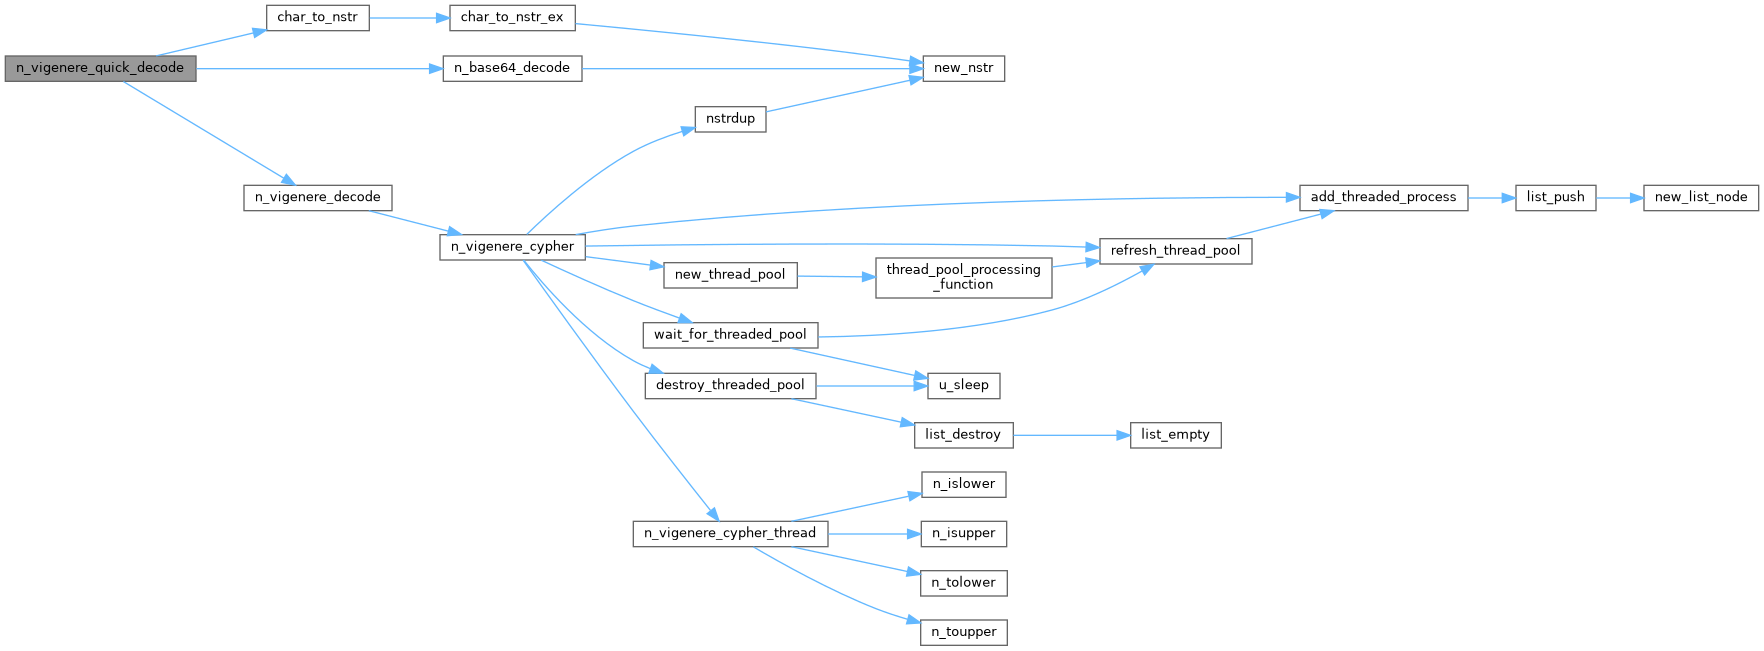 char_to_nstr
char_to_nstr_ex
n_vigenere_quick_decode
n_base64_decode
new_nstr
nstrdup
n_vigenere_decode
add_threaded_process
list_push
new_list_node
n_vigenere_cypher
refresh_thread_pool
new_thread_pool
thread_pool_processing
_function
wait_for_threaded_pool
destroy_threaded_pool
u_sleep
list_destroy
list_empty
n_islower
n_vigenere_cypher_thread
n_isupper
n_tolower
n_toupper